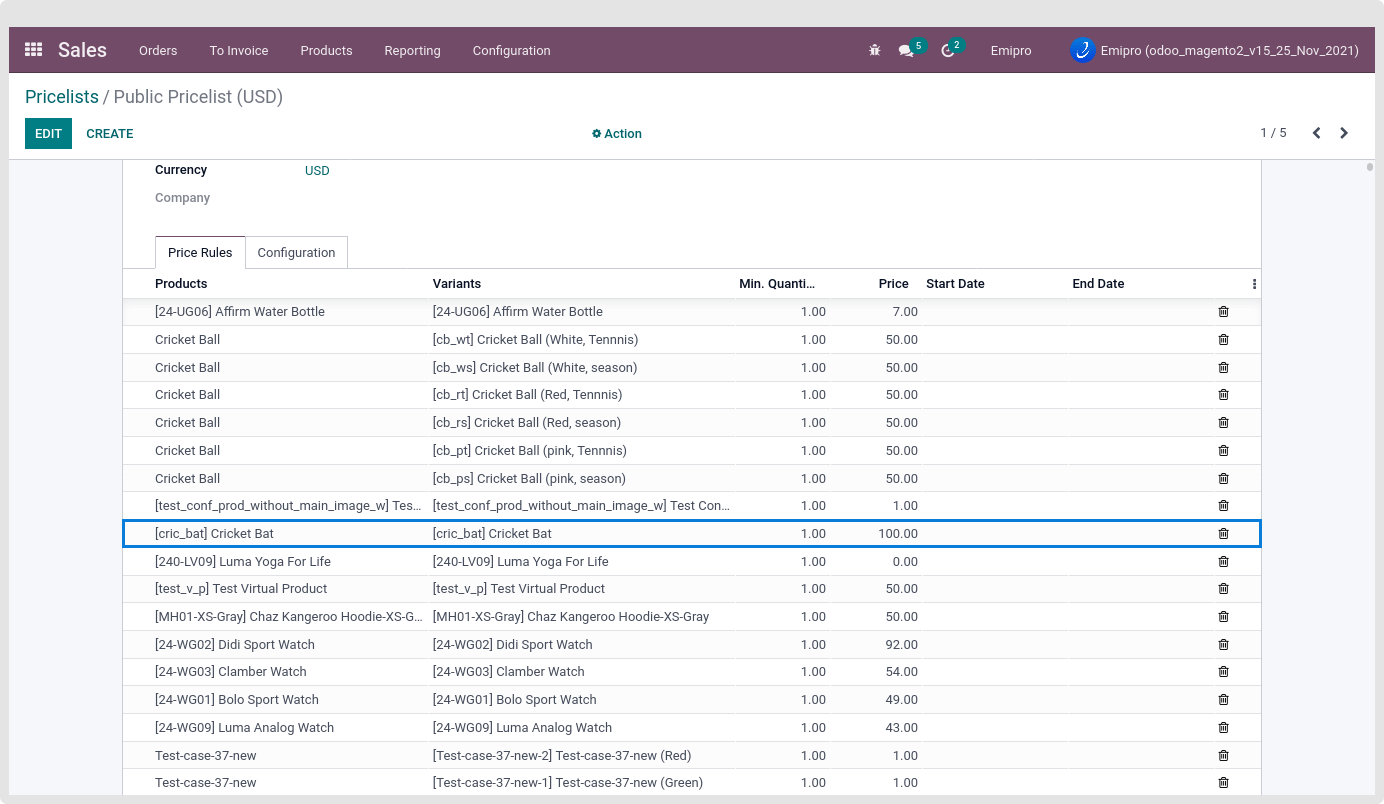 Sales Orders To Invoice Products Reporting Configuration 5 2 Emipro Emipro (odoo_magento2_v15_25_Nov_2021)
Pricelists / Public Pricelist (USD)
EDIT CREATE Action 1 / 5
Currency USD
Company
Price Rules Configuration
Products Variants Min. Quanti... Price Start Date End Date
[24-UG06] Affirm Water Bottle [24-UG06] Affirm Water Bottle 1.00 7.00
Cricket Ball [cb_wt] Cricket Ball (White, Tennnis) 1.00 50.00
Cricket Ball [cb_ws] Cricket Ball (White, season) 1.00 50.00
Cricket Ball [cb_rt] Cricket Ball (Red, Tennnis) 1.00 50.00
Cricket Ball [cb_rs] Cricket Ball (Red, season) 1.00 50.00
Cricket Ball [cb_pt] Cricket Ball (pink, Tennnis) 1.00 50.00
Cricket Ball [cb_ps] Cricket Ball (pink, season) 1.00 50.00
[test_conf_prod_without_main_image_w] Tes... [test_conf_prod_without_main_image_w] Test Con... 1.00 1.00
[cric_bat] Cricket Bat [cric_bat] Cricket Bat 1.00 100.00
[240-LV09] Luma Yoga For Life [240-LV09] Luma Yoga For Life 1.00 0.00
[test_v_p] Test Virtual Product [test_v_p] Test Virtual Product 1.00 50.00
[MH01-XS-Gray] Chaz Kangeroo Hoodie-XS-G... [MH01-XS-Gray] Chaz Kangeroo Hoodie-XS-Gray 1.00 50.00
[24-WG02] Didi Sport Watch [24-WG02] Didi Sport Watch 1.00 92.00
[24-WG03] Clamber Watch [24-WG03] Clamber Watch 1.00 54.00
[24-WG01] Bolo Sport Watch [24-WG01] Bolo Sport Watch 1.00 49.00
[24-WG09] Luma Analog Watch [24-WG09] Luma Analog Watch 1.00 43.00
Test-case-37-new [Test-case-37-new-2] Test-case-37-new (Red) 1.00 1.00
Test-case-37-new [Test-case-37-new-1] Test-case-37-new (Green) 1.00 1.00